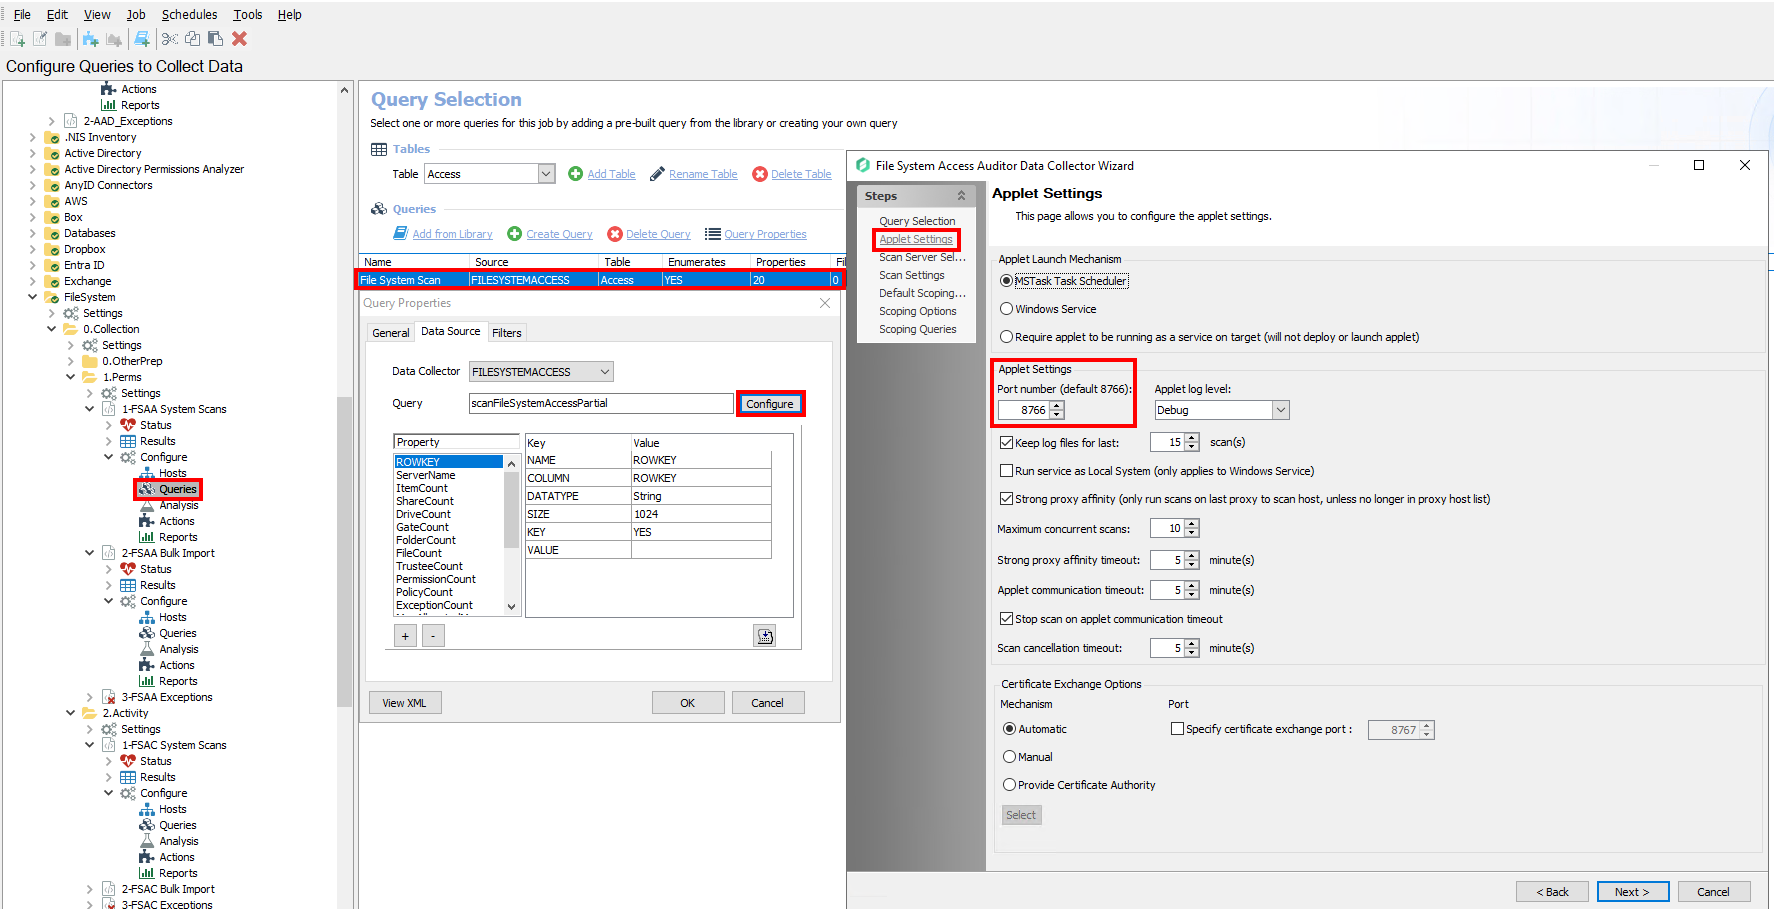 File Edit View Job Schedules Tools Help
Configure Queries to Collect Data
Actions
Reports
2-AAD_Exceptions
.NIS Inventory
Active Directory
Active Directory Permissions Analyzer
AnyID Connectors
AWS
Box
Databases
Dropbox
Entra ID
Exchange
FileSystem
Settings
0.Collection
Settings
0.OtherPrep
1.Perms
Settings
1-FSAA System Scans
Status
Results
Configure
Hosts
Queries
Analysis
Actions
Reports
2-FSAA Bulk Import
Status
Results
Configure
Hosts
Queries
Analysis
Actions
Reports
3-FSAA Exceptions
2.Activity
Settings
1-FSAC System Scans
Status
Results
Configure
Hosts
Queries
Analysis
Actions
Reports
2-FSAC Bulk Import
3-FSAC Exceptions
Query Selection
Select one or more queries for this job by adding a pre-built query from the library or creating your own query
Tables
Table Access Add Table Rename Table Delete Table
Queries
Add from Library Create Query Delete Query Query Properties
Name Source Table Enumerates Properties
File System Scan FILESYSTEMACCESS Access YES 20 0
Query Properties
General Data Source Filters
Data Collector FILESYSTEMACCESS
Query scanFileSystemAccessPartial Configure
Property
ROWKEY
ServerName
ItemCount
ShareCount
DriveCount
GateCount
FolderCount
FileCount
TrusteeCount
PermissionCount
PolicyCount
ExceptionCount
Key Value
NAME ROWKEY
COLUMN ROWKEY
DATATYPE String
SIZE 1024
KEY YES
VALUE
+ -
View XML OK Cancel
File System Access Auditor Data Collector Wizard
Steps
Query Selection
Applet Settings
Scan Server Sel...
Scan Settings
Default Scoping...
Scoping Options
Scoping Queries
Applet Settings
This page allows you to configure the applet settings.
Applet Launch Mechanism
MSTask Task Scheduler
Windows Service
Require applet to be running as a service on target (will not deploy or launch applet)
Applet Settings
Port number (default 8766): Applet log level:
8766 Debug
Keep log files for last: 15 scan(s)
Run service as Local System (only applies to Windows Service)
Strong proxy affinity (only run scans on last proxy to scan host, unless no longer in proxy host list)
Maximum concurrent scans: 10
Strong proxy affinity timeout: 5 minute(s)
Applet communication timeout: 5 minute(s)
Stop scan on applet communication timeout
Scan cancellation timeout: 5 minute(s)
Certificate Exchange Options
Mechanism Port
Automatic Specify certificate exchange port : 8767
Manual
Provide Certificate Authority
Select
< Back Next > Cancel